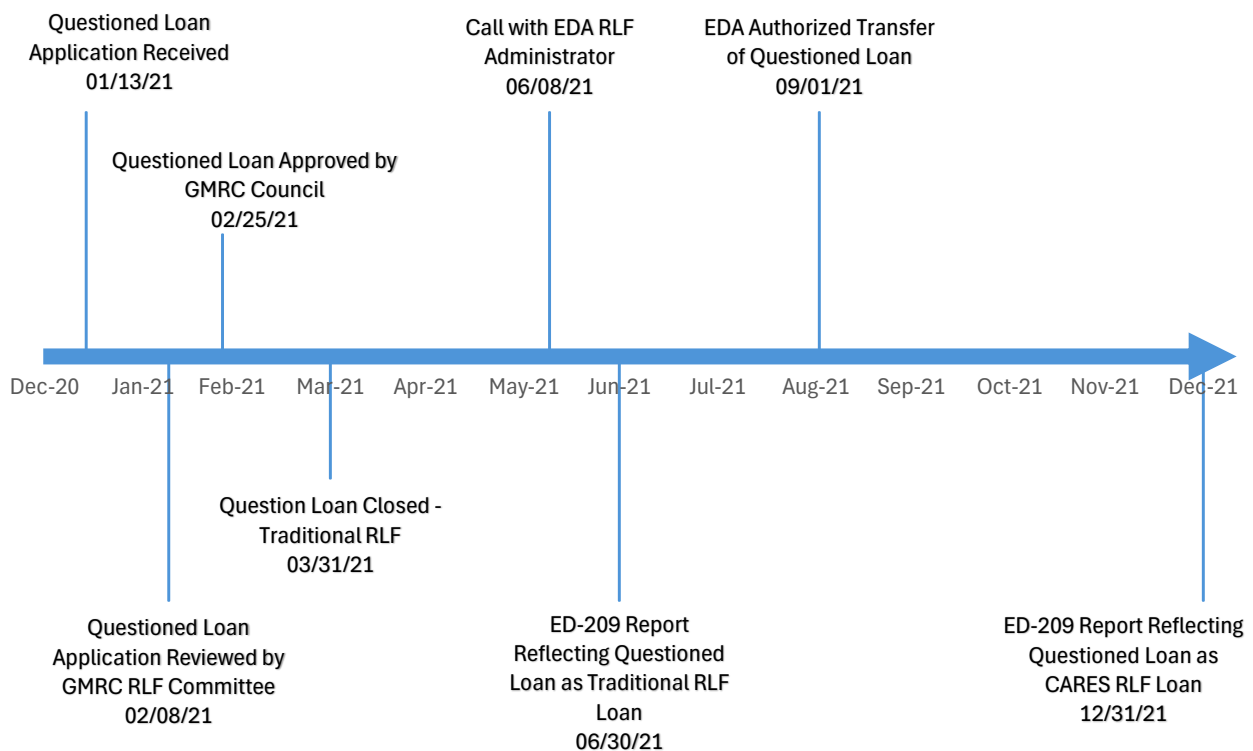 Questioned Loan
Application Received
01/13/21
Call with EDA RLF
Administrator
06/08/21
EDA Authorized Transfer
of Questioned Loan
09/01/21
Questioned Loan Approved by
GMRC Council
02/25/21
Dec-20 Jan-21 Feb-21 Mar-21 Apr-21 May-21 Jun-21 Jul-21 Aug-21 Sep-21 Oct-21 Nov-21 Dec-21
Question Loan Closed -
Traditional RLF
03/31/21
Questioned Loan
Application Reviewed by
GMRC RLF Committee
02/08/21
ED-209 Report
Reflecting Questioned
Loan as Traditional RLF
Loan
06/30/21
ED-209 Report Reflecting
Questioned Loan as
CARES RLF Loan
12/31/21